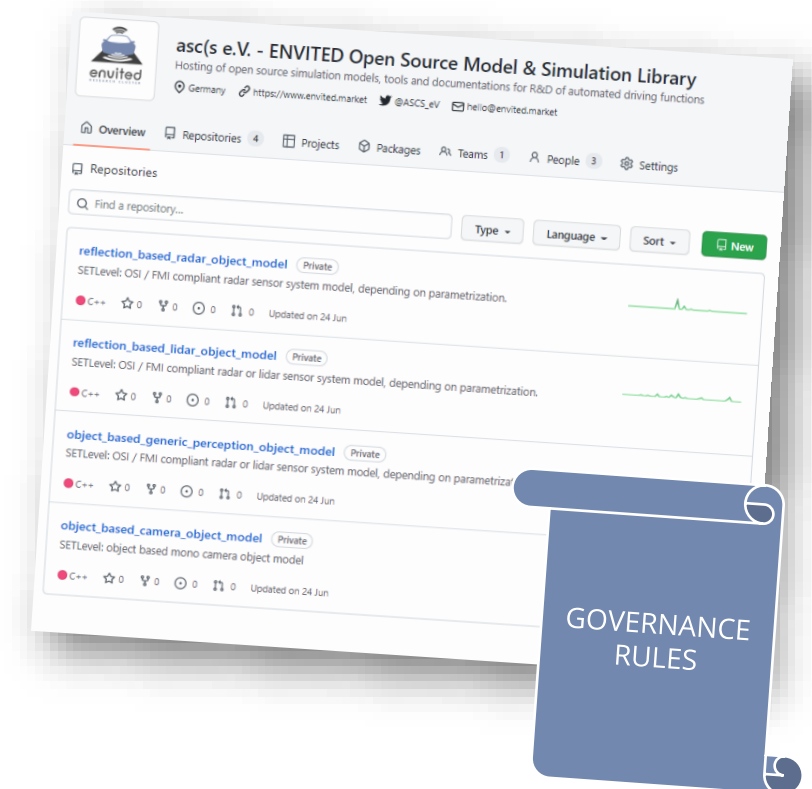 envited
asc(s e.V. - ENVITED Open Source Model & Simulation Library
Hosting of open source simulation models, tools and documentations for R&D of automated driving functions
Germany https://www.envited.market @ASCS_eV hello@envited.market
Overview Repositories 4 Projects Packages Teams 1 People 3 Settings
Repositories
Find a repository... Type Language Sort New
reflection_based_radar_object_model Private
SETLevel: OSI / FMI compliant radar sensor system model, depending on parametrization.
C++ 0 0 0 0 Updated on 24 Jun
reflection_based_lidar_object_model Private
SETLevel: OSI / FMI compliant radar or lidar sensor system model, depending on parametrization.
C++ 0 0 0 0 Updated on 24 Jun
object_based_generic_perception_object_model Private
SETLevel: OSI / FMI compliant radar or lidar sensor system model, depending on parametriza
C++ 0 0 0 0 Updated on 24 Jun
object_based_camera_object_model Private
SETLevel: object based mono camera object model
C++ 0 0 0 0 Updated on 24 Jun
GOVERNANCE
RULES